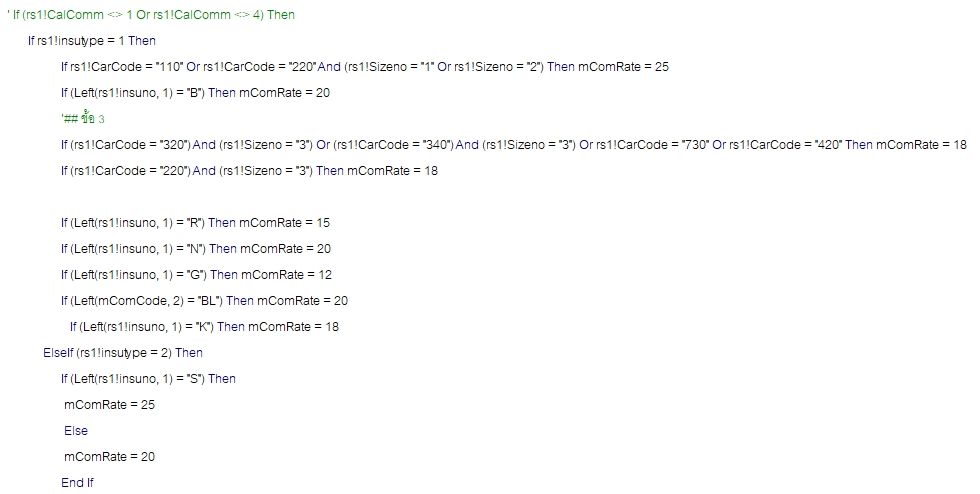 ' If (rs1!CalComm <> 1 Or rs1!CalComm <> 4) Then
If rs1!insutype = 1 Then
If rs1!CarCode = "110" Or rs1!CarCode = "220" And (rs1!Sizeno = "1" Or rs1!Sizeno = "2") Then mComRate = 25
If (Left(rs1!insuno, 1) = "B") Then mComRate = 20
'## ชื้อ 3
If (rs1!CarCode = "320") And (rs1!Sizeno = "3") Or (rs1!CarCode = "340") And (rs1!Sizeno = "3") Or rs1!CarCode = "730" Or rs1!CarCode = "420" Then mComRate = 18
If (rs1!CarCode = "220") And (rs1!Sizeno = "3") Then mComRate = 18
If (Left(rs1!insuno, 1) = "R") Then mComRate = 15
If (Left(rs1!insuno, 1) = "N") Then mComRate = 20
If (Left(rs1!insuno, 1) = "G") Then mComRate = 12
If (Left(mComCode, 2) = "BL") Then mComRate = 20
If (Left(rs1!insuno, 1) = "K") Then mComRate = 18
ElseIf (rs1!insutype = 2) Then
If (Left(rs1!insuno, 1) = "S") Then
mComRate = 25
Else
mComRate = 20
End If